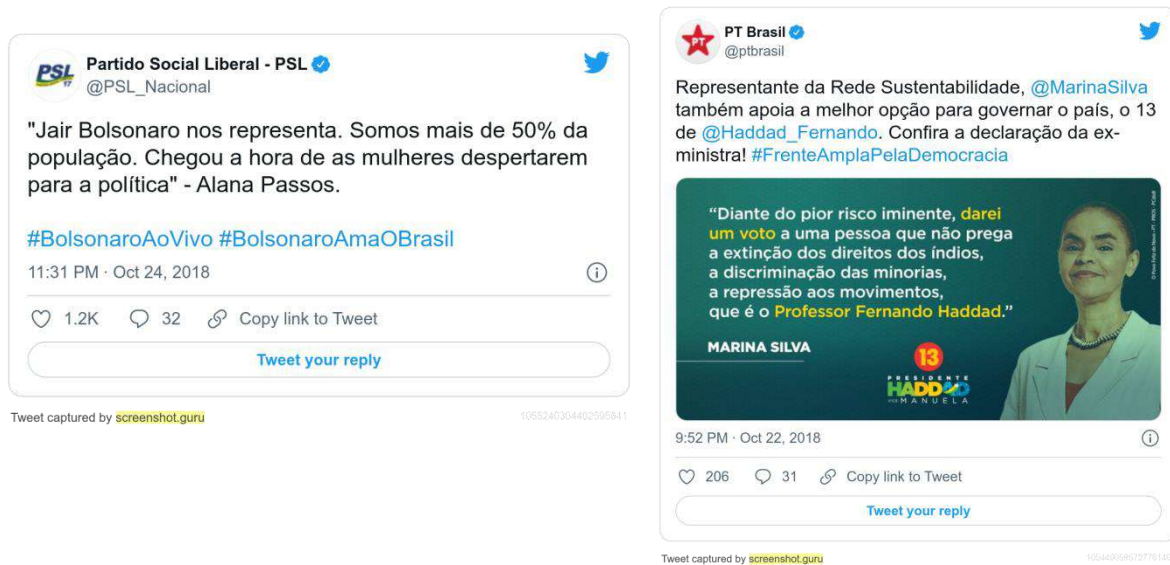 PSL
17
Partido Social Liberal - PSL
@PSL_Nacional
"Jair Bolsonaro nos representa. Somos mais de 50% da
população. Chegou a hora de as mulheres despertarem
para a política" - Alana Passos.
#BolsonaroAoVivo #BolsonaroAmaOBrasil
11:31 PM · Oct 24, 2018
1.2K 32 Copy link to Tweet
Tweet your reply
Tweet captured by screenshot.guru
PT
PT Brasil
@ptbrasil
Representante da Rede Sustentabilidade, @MarinaSilva
também apoia a melhor opção para governar o país, o 13
de @Haddad_Fernando. Confira a declaração da ex-
ministra! #FrenteAmplaPelaDemocracia
“Diante do pior risco iminente, darei
um voto a uma pessoa que não prega
a extinção dos direitos dos índios,
a discriminação das minorias,
a repressão aos movimentos,
que é o Professor Fernando Haddad.”
MARINA SILVA
13
PRESIDENTE
HADDAD
VICE MANUELA
9:52 PM · Oct 22, 2018
206 31 Copy link to Tweet
Tweet your reply
Tweet captured by screenshot.guru